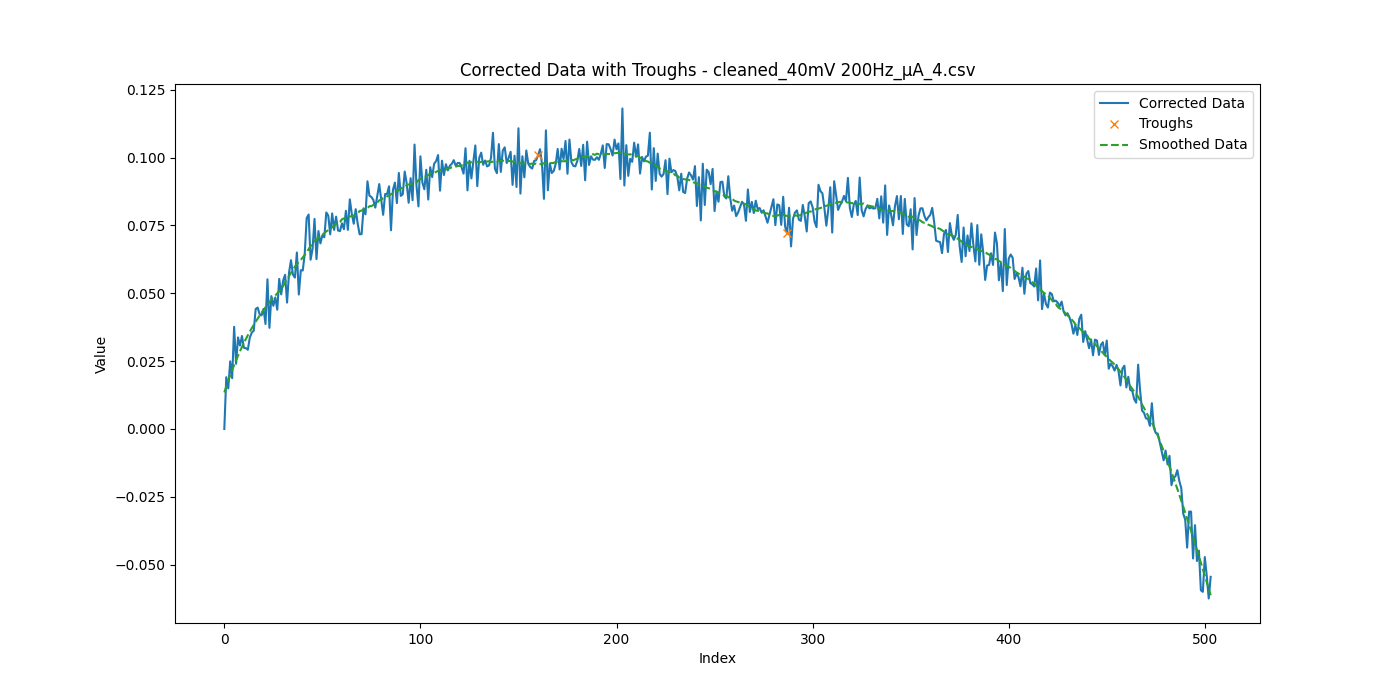 Corrected Data with Troughs - cleaned_40mV 200Hz_μA_4.csv
Corrected Data
Troughs
Smoothed Data
Value
0.125
0.100
0.075
0.050
0.025
0.000
−0.025
−0.050
0 100 200 300 400 500
Index